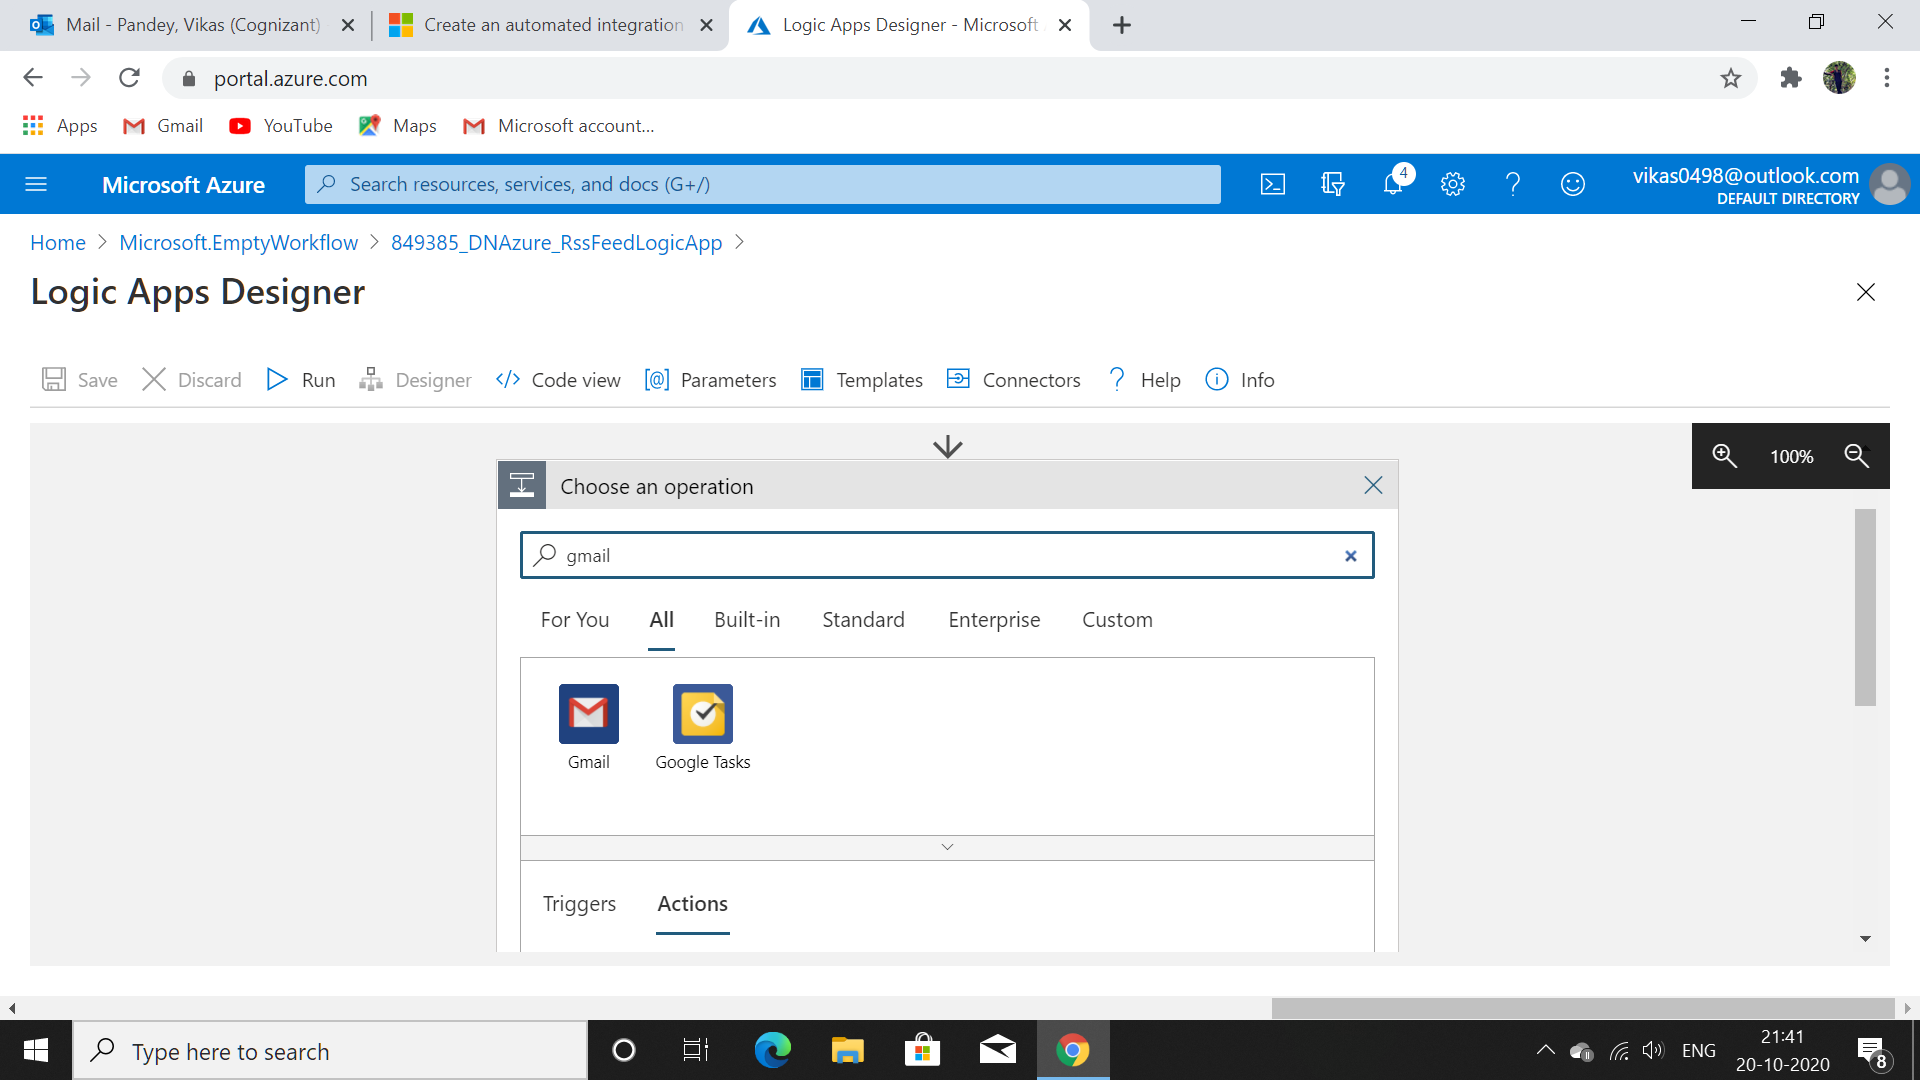 Mail - Pandey, Vikas (Cognizant)
Create an automated integration
Logic Apps Designer - Microsoft
portal.azure.com
Apps
Gmail
YouTube
Maps
Microsoft account...
Microsoft Azure
Search resources, services, and docs (G+/)
4
vikas0498@outlook.com
DEFAULT DIRECTORY
Home > Microsoft.EmptyWorkflow > 849385_DNAzure_RssFeedLogicApp >
Logic Apps Designer
Save
Discard
Run
Designer
Code view
Parameters
Templates
Connectors
Help
Info
100%
Choose an operation
gmail
For You
All
Built-in
Standard
Enterprise
Custom
Gmail
Google Tasks
Triggers
Actions
Type here to search
ENG
21:41
20-10-2020
8